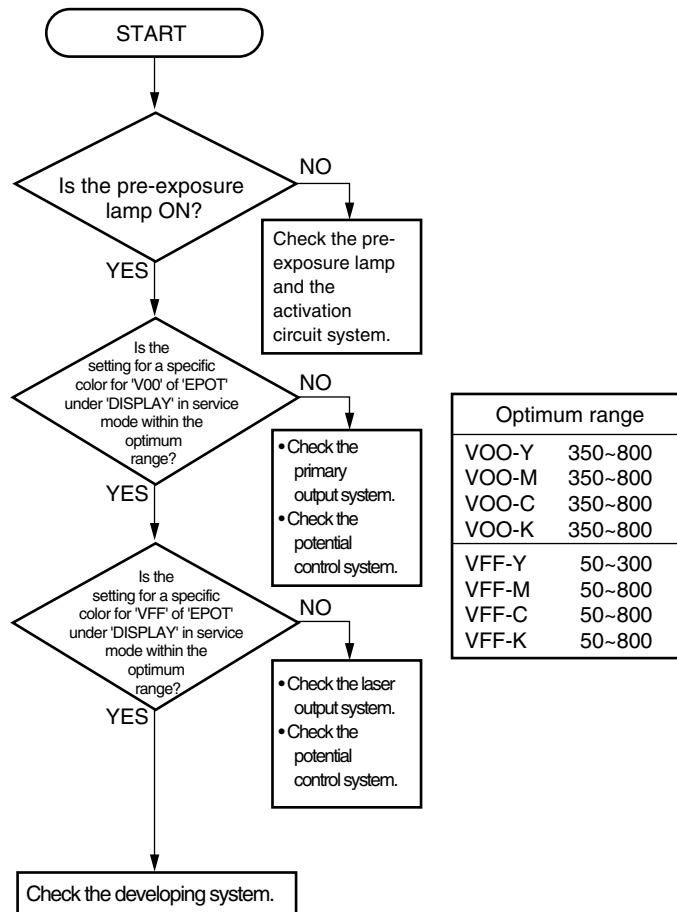 START
Is the pre-exposure
lamp ON?
NO
YES
Check the pre-
exposure lamp
and the
activation
circuit system.
Is the
setting for a specific
color for 'V00' of 'EPOT'
under 'DISPLAY' in service
mode within the
optimum
range?
NO
YES
• Check the
primary
output system.
• Check the
potential
control system.
Is the
setting for a specific
color for 'VFF' of 'EPOT'
under 'DISPLAY' in service
mode within the
optimum
range?
NO
YES
• Check the laser
output system.
• Check the
potential
control system.
Check the developing system.
Optimum range
VOO-Y 350~800
VOO-M 350~800
VOO-C 350~800
VOO-K 350~800
VFF-Y 50~300
VFF-M 50~800
VFF-C 50~800
VFF-K 50~800